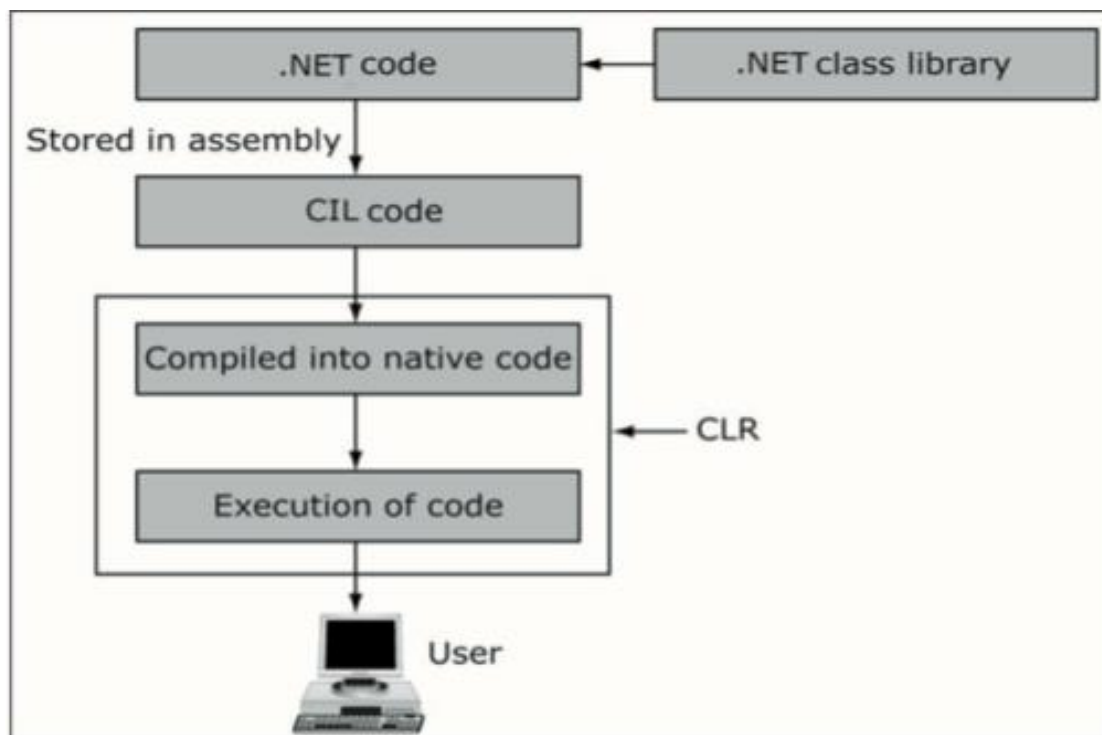 .NET code
.NET class library
Stored in assembly
CIL code
Compiled into native code
CLR
Execution of code
User